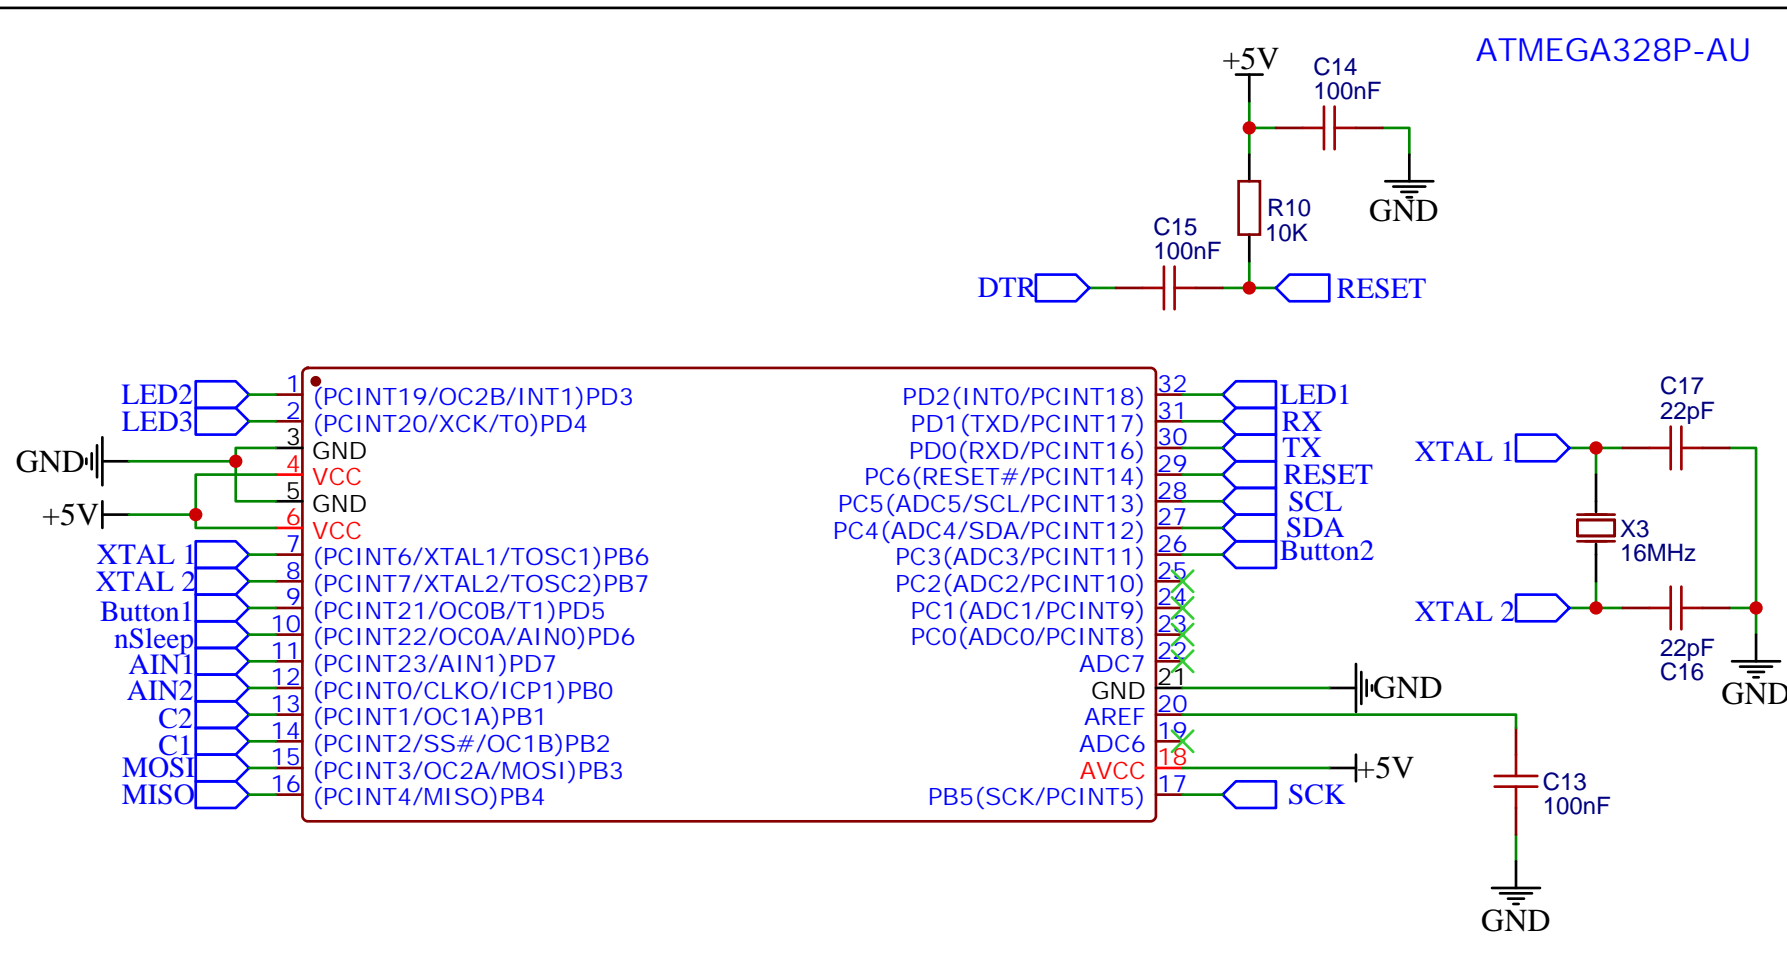 ATMEGA328P-AU
+5V
C14
100nF
GND
R10
10K
C15
100nF
DTR
RESET
LED2 1 (PCINT19/OC2B/INT1)PD3
LED3 2 (PCINT20/XCK/T0)PD4
3 GND
GND
4 VCC
5 GND
+5V
6 VCC
XTAL 1 7 (PCINT6/XTAL1/TOSC1)PB6
XTAL 2 8 (PCINT7/XTAL2/TOSC2)PB7
Button1 9 (PCINT21/OC0B/T1)PD5
nSleep 10 (PCINT22/OC0A/AIN0)PD6
AIN1 11 (PCINT23/AIN1)PD7
AIN2 12 (PCINT0/CLKO/ICP1)PB0
C2 13 (PCINT1/OC1A)PB1
C1 14 (PCINT2/SS#/OC1B)PB2
MOSI 15 (PCINT3/OC2A/MOSI)PB3
MISO 16 (PCINT4/MISO)PB4
PD2(INT0/PCINT18) 32 LED1
PD1(TXD/PCINT17) 31 RX
PD0(RXD/PCINT16) 30 TX
PC6(RESET#/PCINT14) 29 RESET
PC5(ADC5/SCL/PCINT13) 28 SCL
PC4(ADC4/SDA/PCINT12) 27 SDA
PC3(ADC3/PCINT11) 26 Button2
PC2(ADC2/PCINT10) 25
PC1(ADC1/PCINT9) 24
PC0(ADC0/PCINT8) 23
ADC7 22
GND 21 GND
AREF 20
ADC6 19
AVCC 18 +5V
PB5(SCK/PCINT5) 17 SCK
C17
22pF
XTAL 1
X3
16MHz
XTAL 2
22pF
C16
GND
C13
100nF
GND